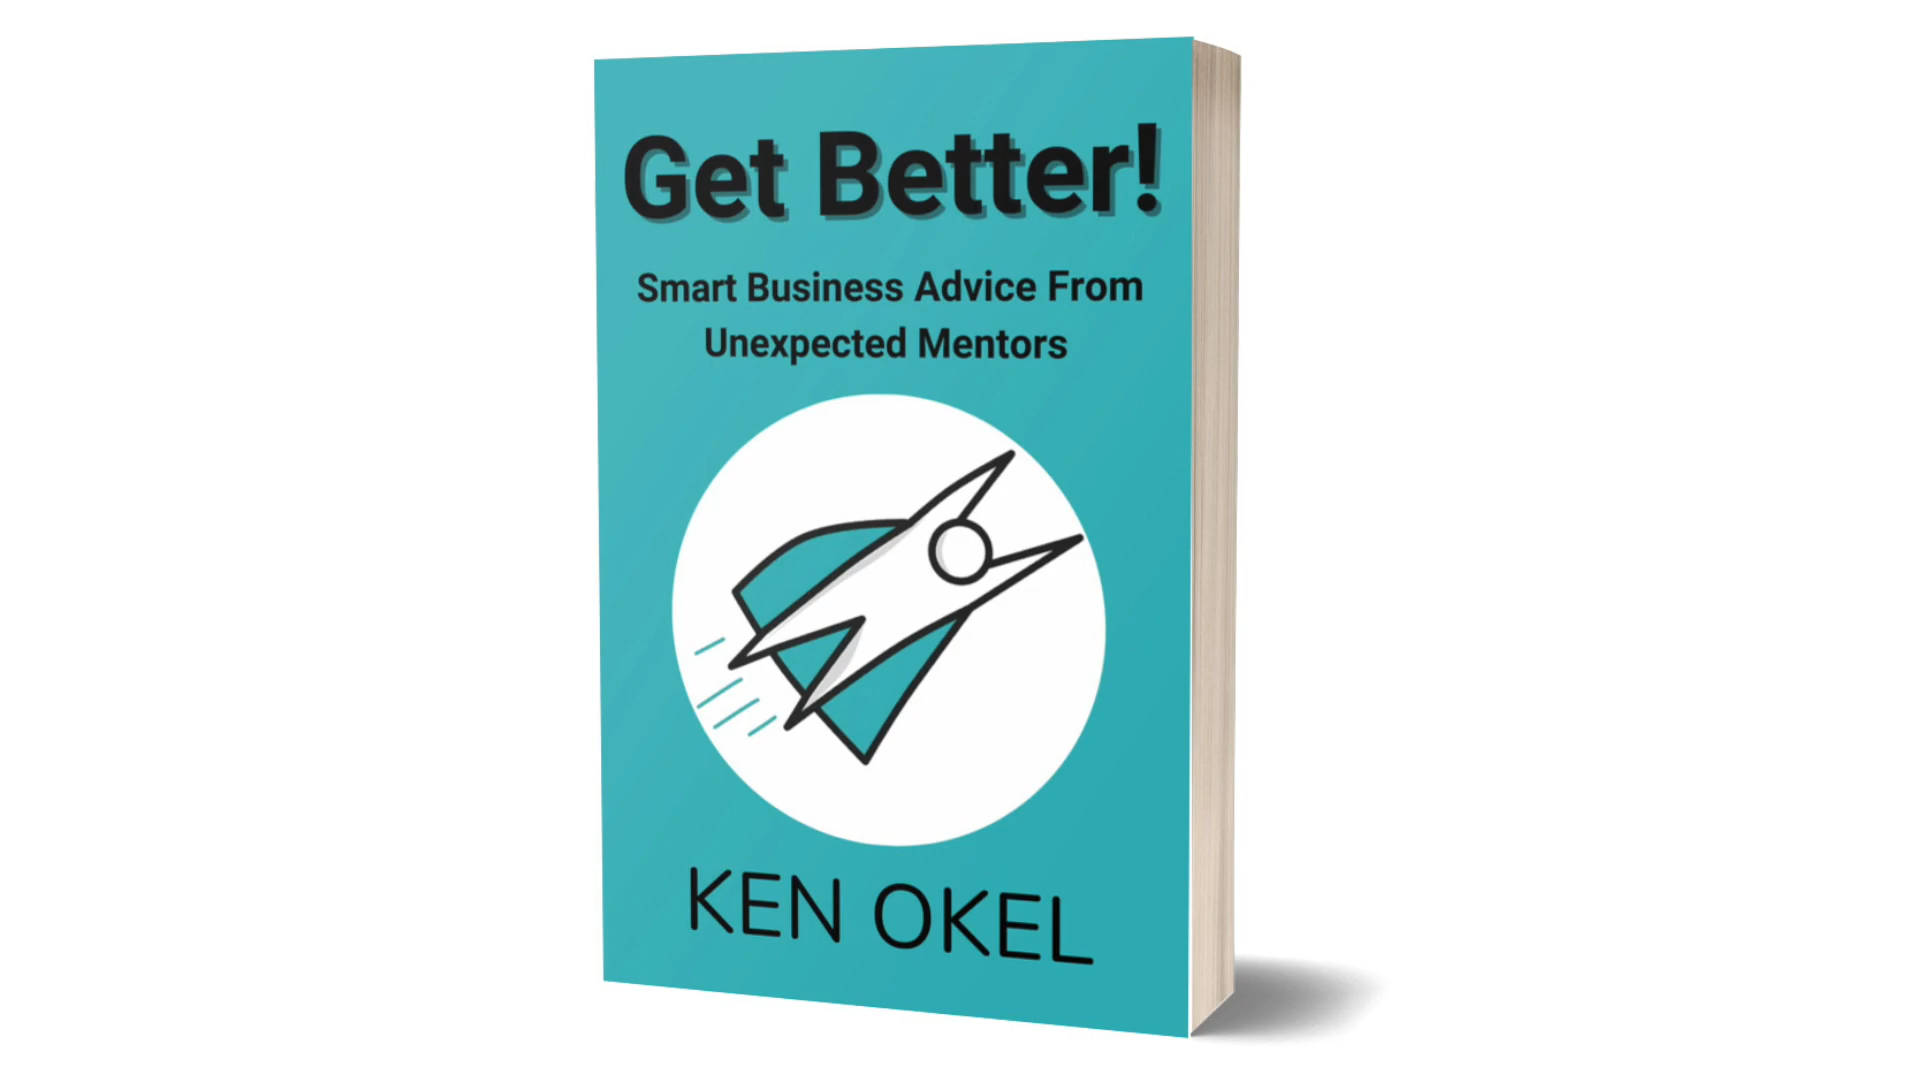 Get Better!
Smart Business Advice From
Unexpected Mentors
KEN OKEL